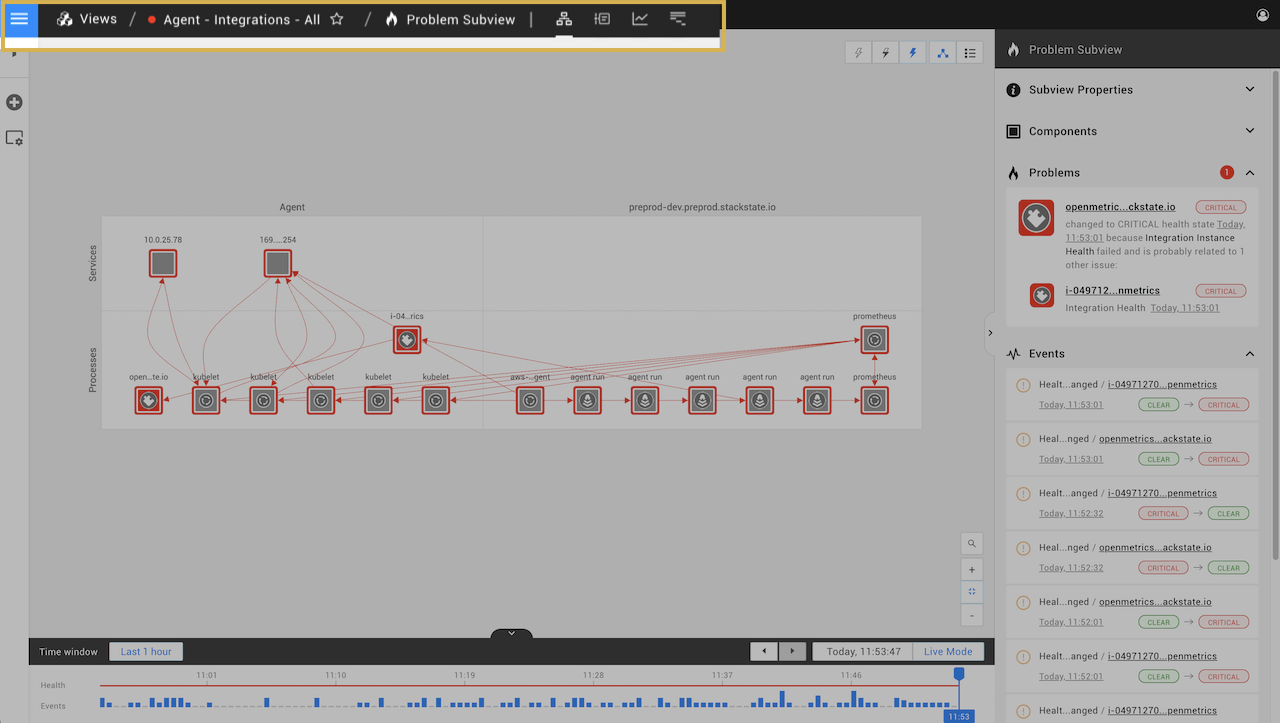 Views / Agent - Integrations - All / Problem Subview |
Agent
preprod-dev.preprod.stackstate.io
Services
10.0.25.78
169.....254
Processes
i-04...rics
prometheus
open...te.io
kubelet
kubelet
kubelet
kubelet
kubelet
aws-...gent
agent run
agent run
agent run
agent run
agent run
prometheus
+
-
Time window
Last 1 hour
Today, 11:53:47
Live Mode
11:01
11:10
11:19
11:28
11:37
11:46
Health
Events
11:53
Problem Subview
Subview Properties
Components
Problems
1
openmetric...ckstate.io
CRITICAL
changed to CRITICAL health state Today,
11:53:01 because Integration Instance
Health failed and is probably related to 1
other issue:
i-049712...nmetrics
CRITICAL
Integration Health Today, 11:53:01
Events
Healt...anged / i-04971270...penmetrics
Today, 11:53:01 CLEAR → CRITICAL
Heal...nged / openmetrics...ackstate.io
Today, 11:53:01 CLEAR → CRITICAL
Healt...anged / i-04971270...penmetrics
Today, 11:52:32 CRITICAL → CLEAR
Heal...nged / openmetrics...ackstate.io
Today, 11:52:32 CRITICAL → CLEAR
Heal...nged / openmetrics...ackstate.io
Today, 11:52:01 CLEAR → CRITICAL
Healt...anged / i-04971270...penmetrics
Today, 11:52:01 CLEAR → CRITICAL
Healt...anged / i-04971270...penmetrics
CRITICAL → CLEAR